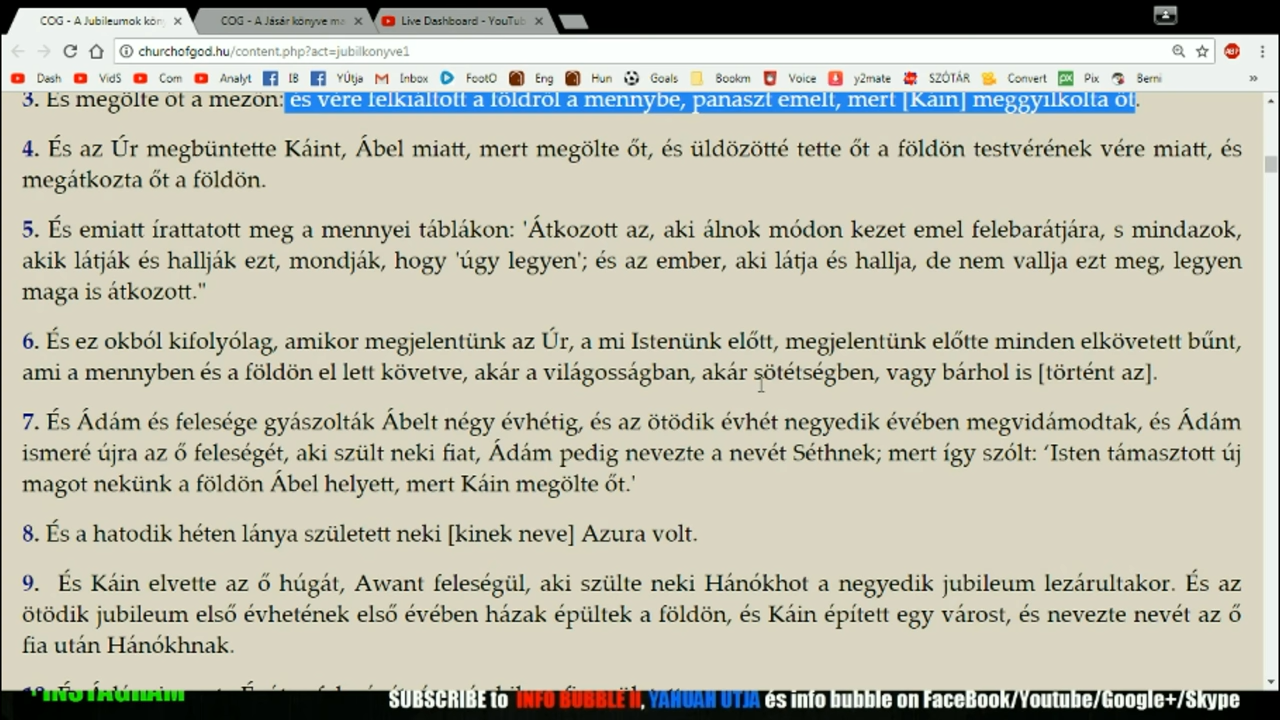 COG - A Jubileumok kön
COG - A Jásár könyve ma
Live Dashboard - YouTub
churchofgod.hu/content.php?act=jubilkonyve1
Dash VidS Com Analyt IB YÚtja Inbox FootO Eng Hun Goals Bookm Voice y2mate SZÓTÁR Convert Pix Berni »
3. És megölte őt a mezőn: és vére felkiáltott a földről a mennybe, panaszt emelt, mert [Káin] meggyilkolta őt.
4. És az Úr megbüntette Káint, Ábel miatt, mert megölte őt, és üldözötté tette őt a földön testvérének vére miatt, és
megátkozta őt a földön.
5. És emiatt írattatott meg a mennyei táblákon: 'Átkozott az, aki álnok módon kezet emel felebarátjára, s mindazok,
akik látják és hallják ezt, mondják, hogy 'úgy legyen'; és az ember, aki látja és hallja, de nem vallja ezt meg, legyen
maga is átkozott."
6. És ez okból kifolyólag, amikor megjelentünk az Úr, a mi Istenünk előtt, megjelentünk előtte minden elkövetett bűnt,
ami a mennyben és a földön el lett követve, akár a világosságban, akár sötétségben, vagy bárhol is [történt az].
7. És Ádám és felesége gyászolták Ábelt négy évhétig, és az ötödik évhét negyedik évében megvidámodtak, és Ádám
ismeré újra az ő feleségét, aki szült neki fiat, Ádám pedig nevezte a nevét Séthnek; mert így szólt: ‘Isten támasztott új
magot nekünk a földön Ábel helyett, mert Káin megölte őt.'
8. És a hatodik héten lánya született neki [kinek neve] Azura volt.
9. És Káin elvette az ő húgát, Awant feleségül, aki szülte neki Hánókhot a negyedik jubileum lezárultakor. És az
ötödik jubileum első évhetének első évében házak épültek a földön, és Káin épített egy várost, és nevezte nevét az ő
fia után Hánókhnak.
INSTAGRAM
SUBSCRIBE to INFO BUBBLE II, YAHUAH UTJA és info bubble on FaceBook/Youtube/Google+/Skype